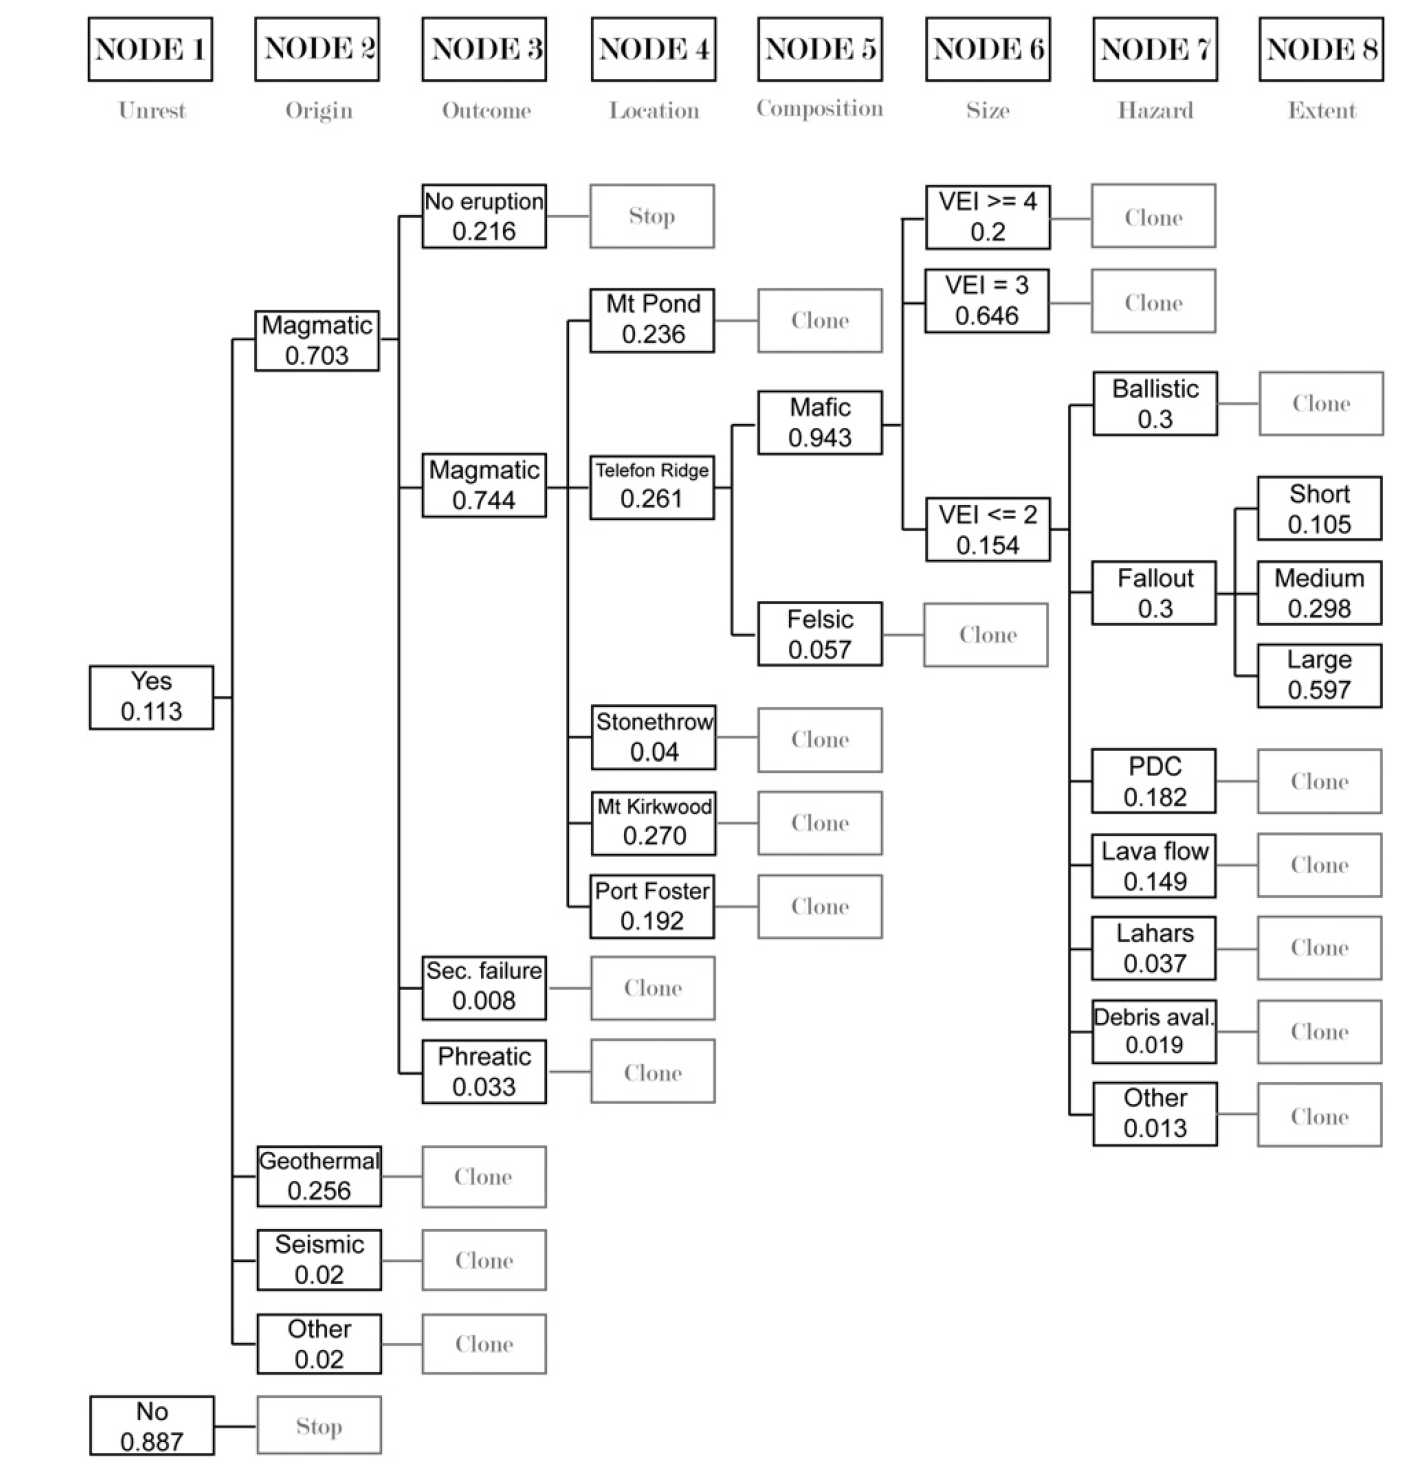 NODE 1
NODE 2
NODE 3
NODE 4
NODE 5
NODE 6
NODE 7
NODE 8
Unrest
Origin
Outcome
Location
Composition
Size
Hazard
Extent
Yes
0.113
No
0.887
Magmatic
0.703
Geothermal
0.256
Seismic
0.02
Other
0.02
Stop
No eruption
0.216
Magmatic
0.744
Sec. failure
0.008
Phreatic
0.033
Clone
Clone
Clone
Stop
Mt Pond
0.236
Telefon Ridge
0.261
Stonethrow
0.04
Mt Kirkwood
0.270
Port Foster
0.192
Clone
Clone
Clone
Mafic
0.943
Felsic
0.057
Clone
Clone
Clone
VEI >= 4
0.2
VEI = 3
0.646
VEI <= 2
0.154
Clone
Clone
Clone
Ballistic
0.3
Fallout
0.3
PDC
0.182
Lava flow
0.149
Lahars
0.037
Debris aval.
0.019
Other
0.013
Clone
Short
0.105
Medium
0.298
Large
0.597
Clone
Clone
Clone
Clone
Clone